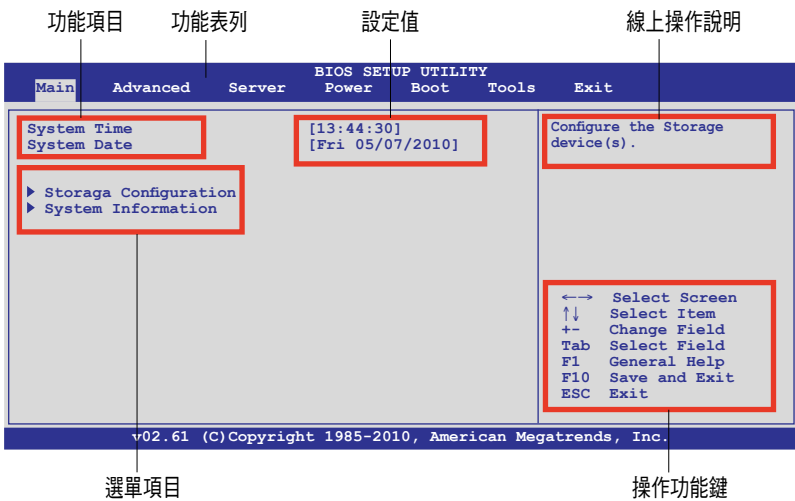 功能項目 功能表列 設定值 線上操作說明
BIOS SETUP UTILITY
Main Advanced Server Power Boot Tools Exit
System Time [13:44:30]
System Date [Fri 05/07/2010]
Configure the Storage
device(s).
Storaga Configuration
System Information
←→ Select Screen
↑↓ Select Item
+- Change Field
Tab Select Field
F1 General Help
F10 Save and Exit
ESC Exit
v02.61 (C)Copyright 1985-2010, American Megatrends, Inc.
選單項目 操作功能鍵